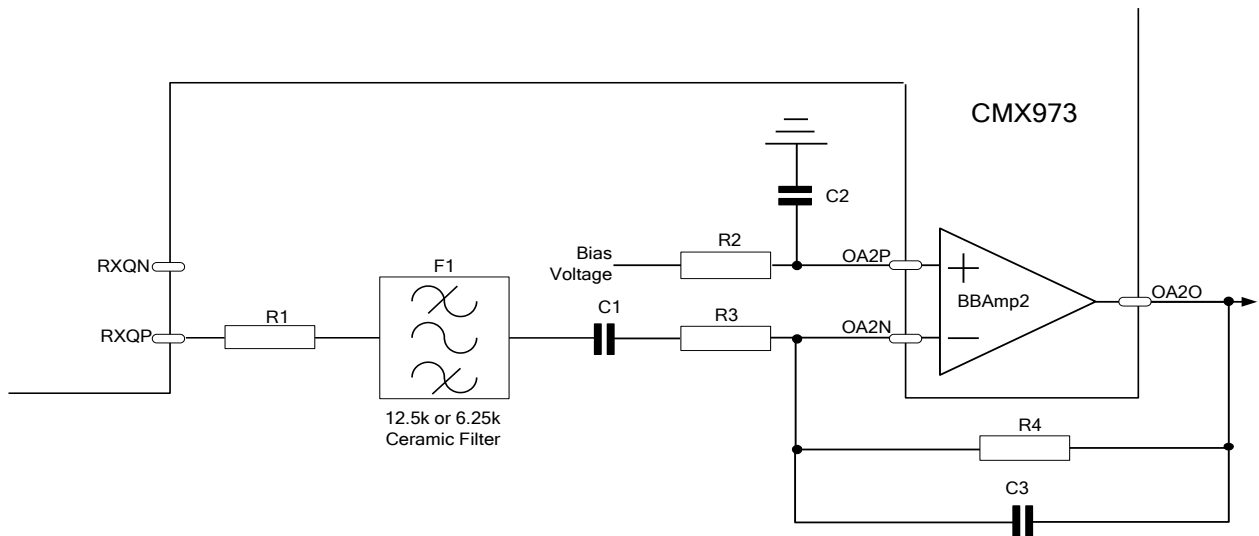 CMX973
C2
R2
Bias
Voltage
OA2P
RXQN
F1
BBAmp2
OA2O
C1
R3
OA2N
R1
RXQP
12.5k or 6.25k
Ceramic Filter
R4
C3